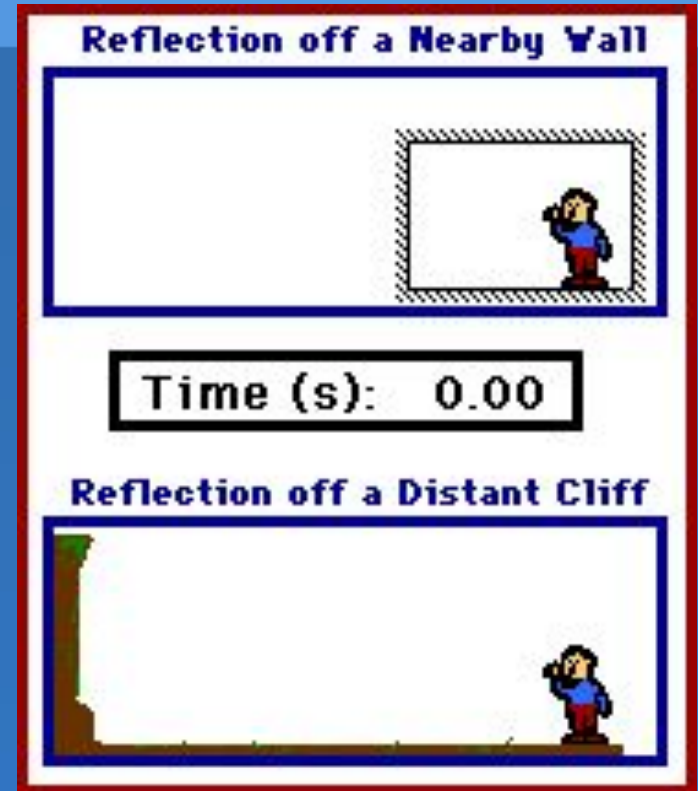 Reflection off a Nearby Wall
Time (s): 0.00
Reflection off a Distant Cliff